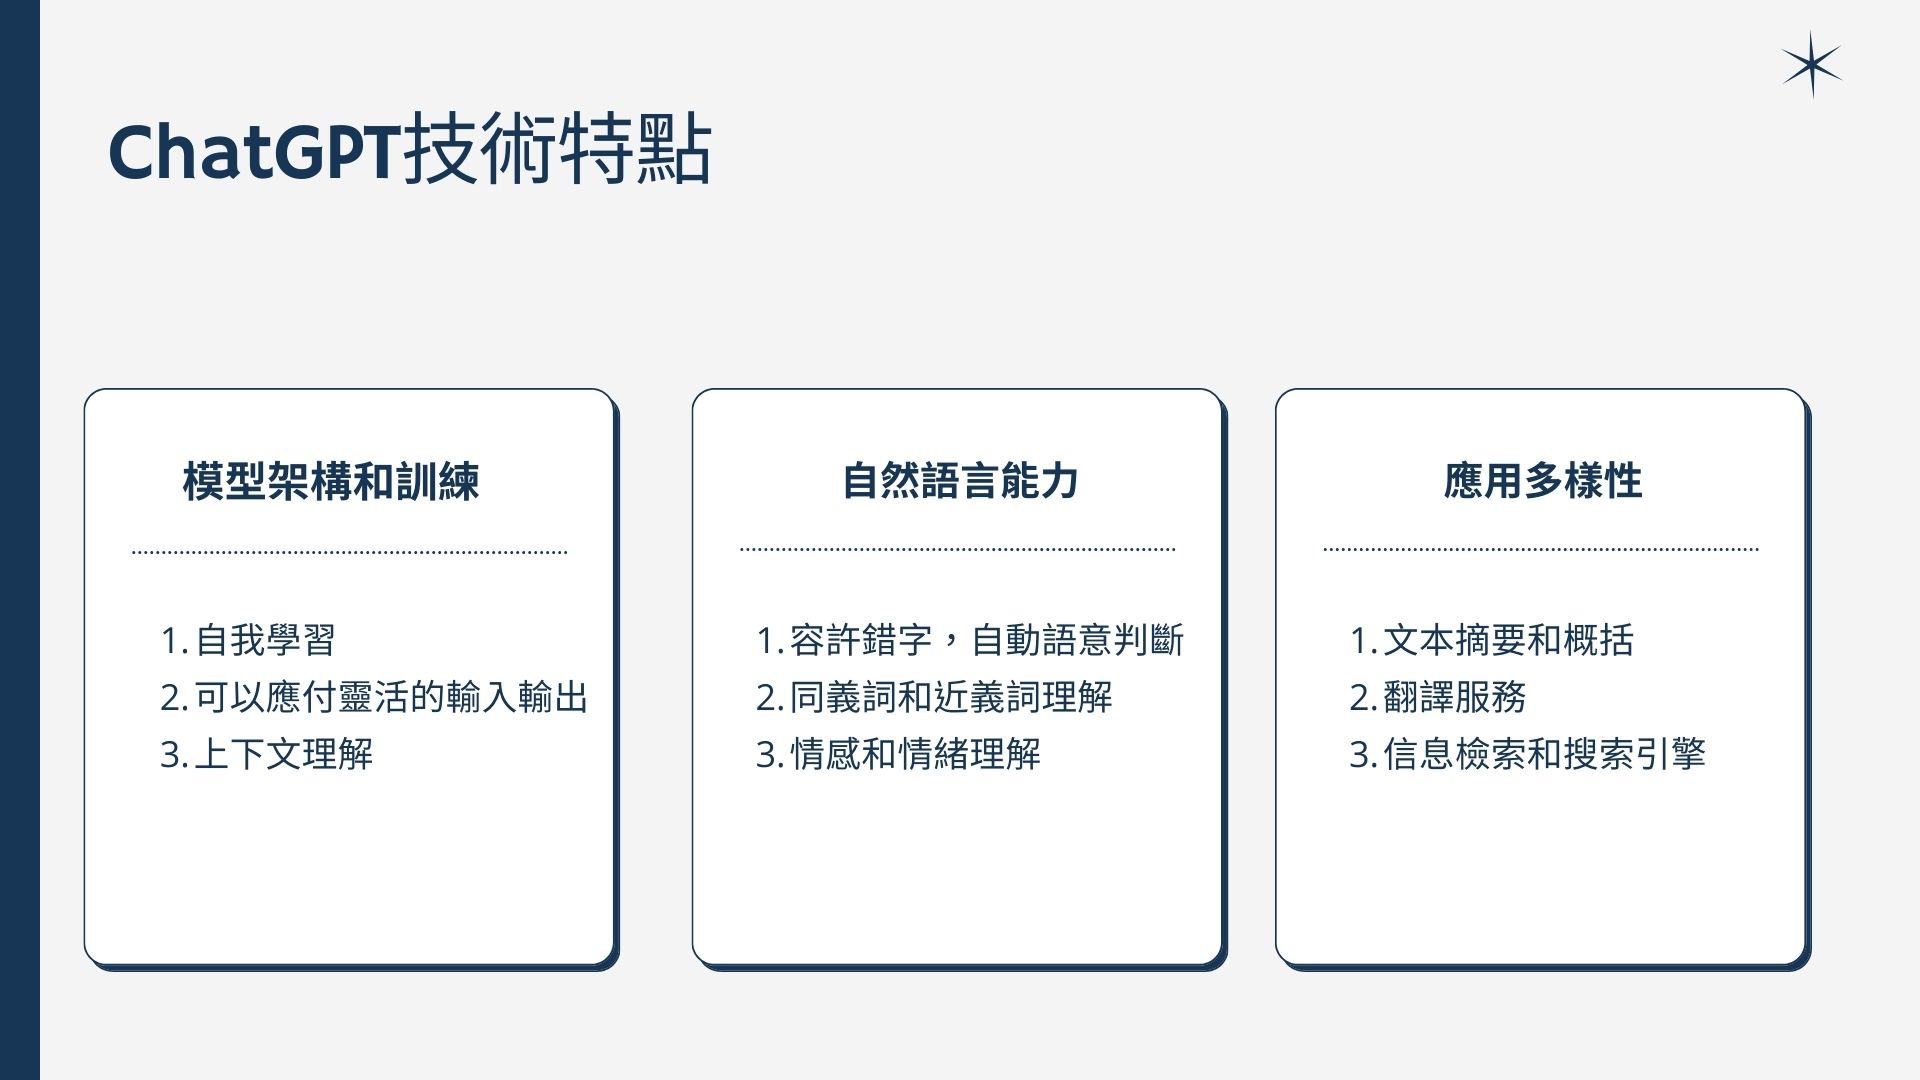 ChatGPT技術特點
模型架構和訓練
1.自我學習
2.可以應付靈活的輸入輸出
3.上下文理解
自然語言能力
1.容許錯字，自動語意判斷
2.同義詞和近義詞理解
3.情感和情緒理解
應用多樣性
1.文本摘要和概括
2.翻譯服務
3.信息檢索和搜索引擎